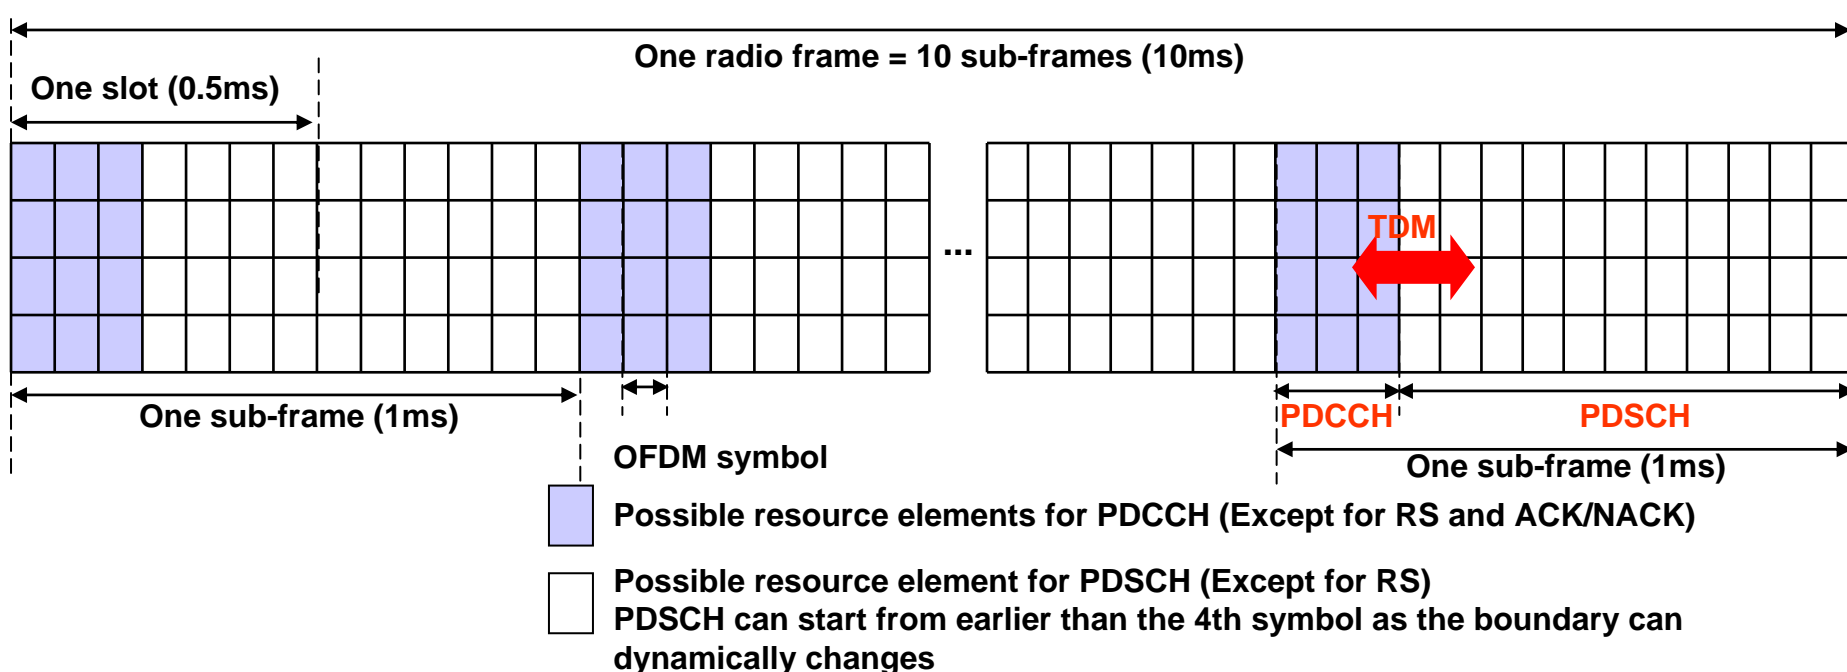 One radio frame = 10 sub-frames (10ms)
One slot (0.5ms)
TDM
...
One sub-frame (1ms)
PDCCH
PDSCH
OFDM symbol
One sub-frame (1ms)
Possible resource elements for PDCCH (Except for RS and ACK/NACK)
Possible resource element for PDSCH (Except for RS)
PDSCH can start from earlier than the 4th symbol as the boundary can
dynamically changes